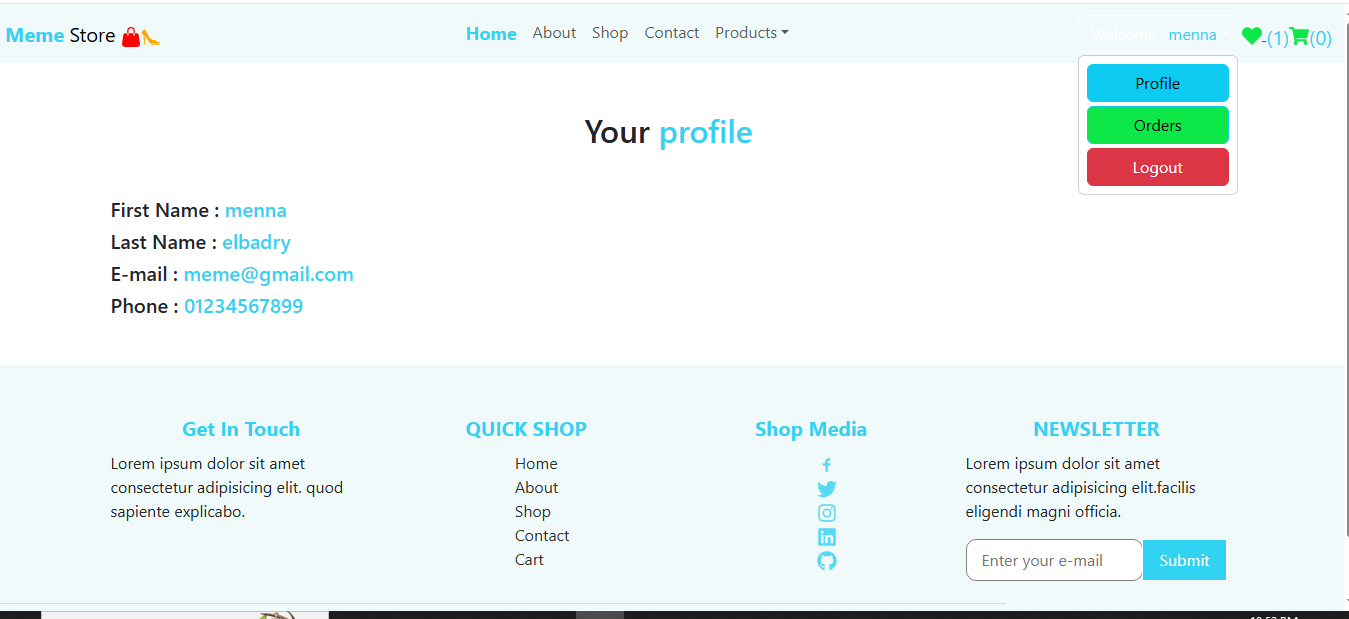 Meme Store
Home About Shop Contact Products
Welcome : menna
(1) (0)
Profile
Orders
Logout
Your profile
First Name : menna
Last Name : elbadry
E-mail : meme@gmail.com
Phone : 01234567899
Get In Touch
Lorem ipsum dolor sit amet
consectetur adipisicing elit. quod
sapiente explicabo.
QUICK SHOP
Home
About
Shop
Contact
Cart
Shop Media
NEWSLETTER
Lorem ipsum dolor sit amet
consectetur adipisicing elit.facilis
eligendi magni officia.
Enter your e-mail
Submit